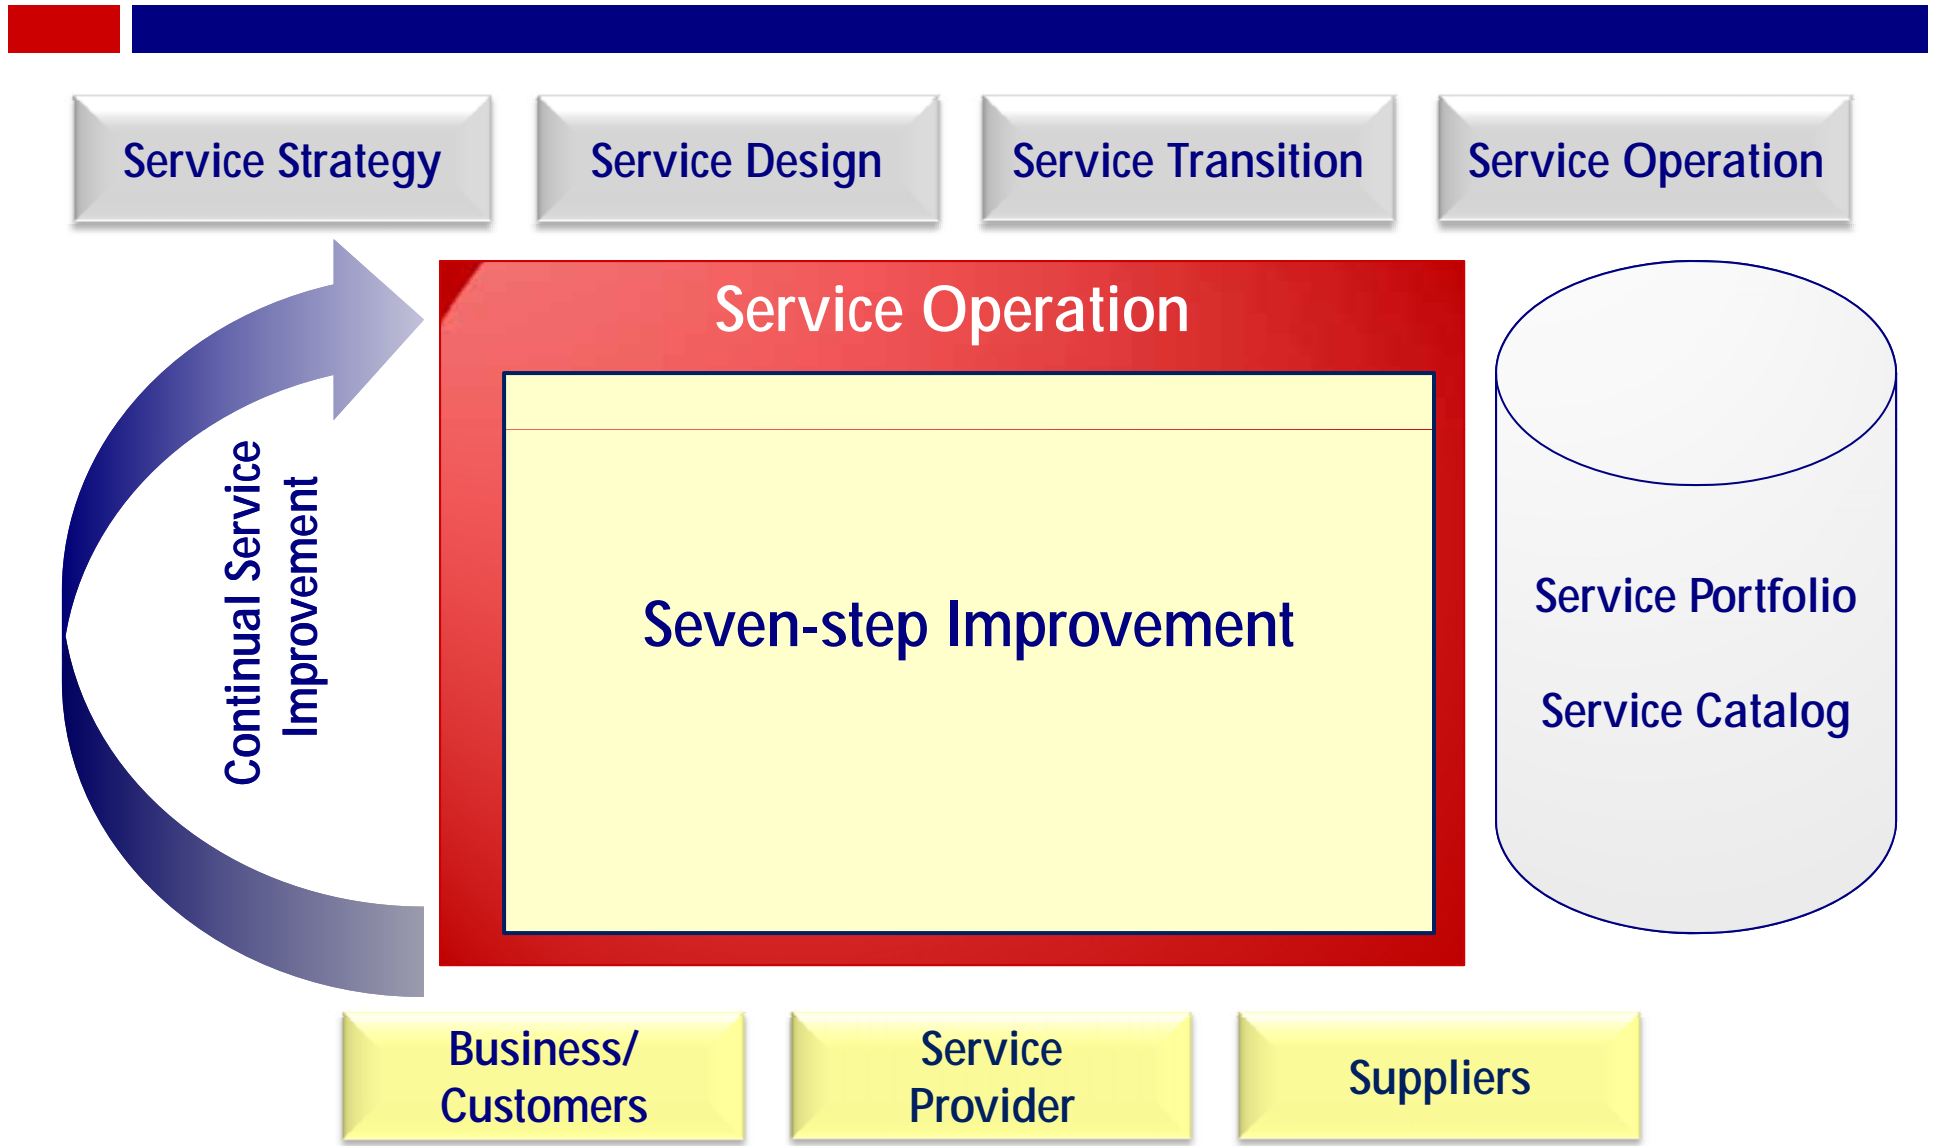 Service Strategy
Service Design
Service Transition
Service Operation
Service Operation
Continual Service
Improvement
Seven-step Improvement
Service Portfolio
Service Catalog
Business/
Customers
Service
Provider
Suppliers